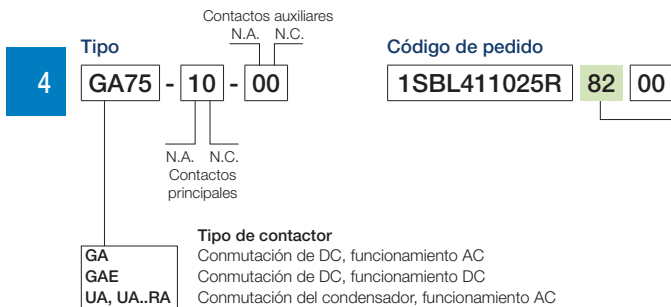 Contactos auxiliares
N.A. N.C.
Tipo
Código de pedido
4
GA75 - 10 - 00
1SBL411025R 82 00
N.A. N.C.
Contactos
principales
Tipo de contactor
GA Conmutación de DC, funcionamiento AC
GAE Conmutación de DC, funcionamiento DC
UA, UA..RA Conmutación del condensador, funcionamiento AC